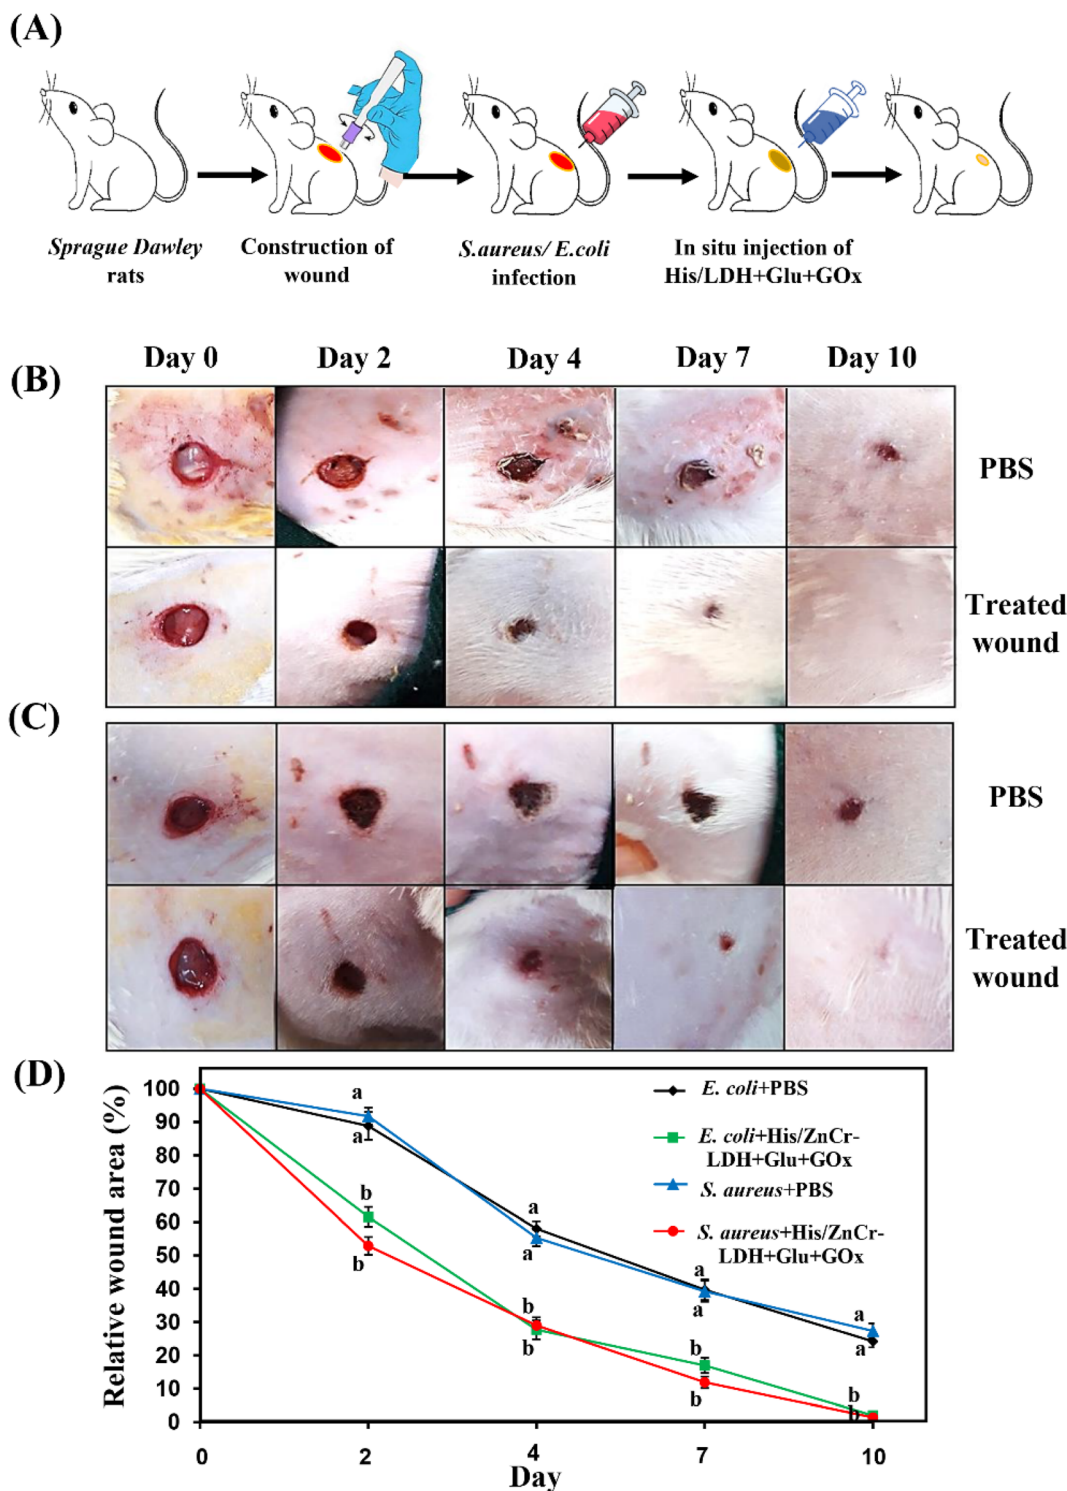 (A)
Sprague Dawley
rats
Construction of
wound
S.aureus/ E.coli
infection
In situ injection of
His/LDH+Glu+GOx
Day 0 Day 2 Day 4 Day 7 Day 10
(B)
PBS
Treated
wound
(C)
PBS
Treated
wound
(D)
Relative wound area (%)
100
90
80
70
60
50
40
30
20
10
0
a
a
b
b
a
a
b
b
a
a
b
b
a
a
b
b
E. coli+PBS
E. coli+His/ZnCr-
LDH+Glu+GOx
S. aureus+PBS
S. aureus+His/ZnCr-
LDH+Glu+GOx
0 2 4 7 10
Day